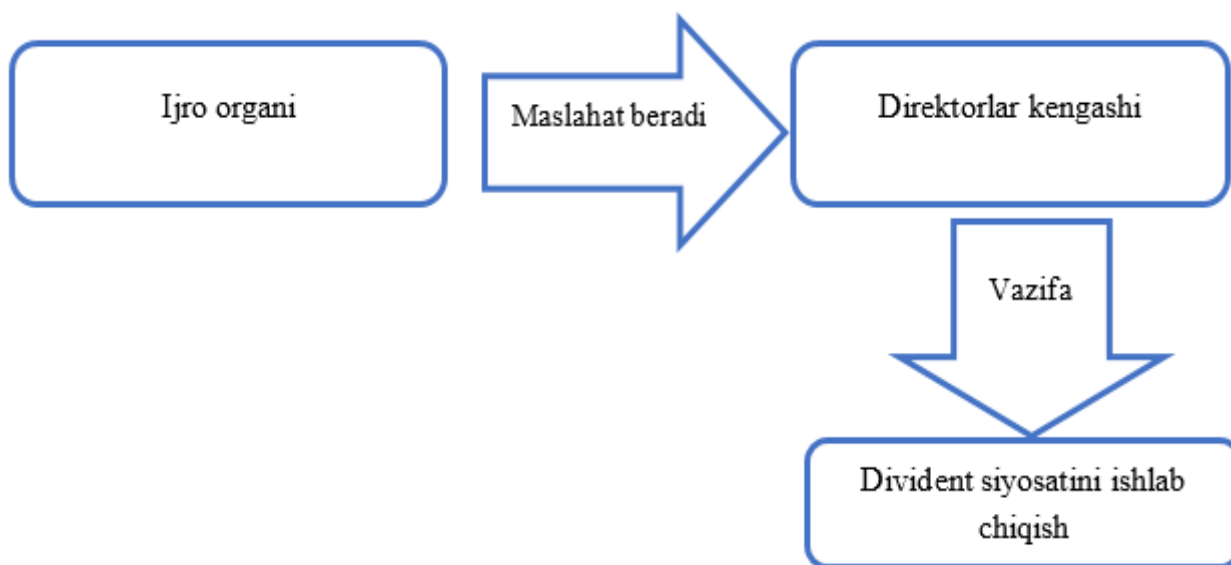 Ijro organi
Maslahat beradi
Direktorlar kengashi
Vazifa
Divident siyosatini ishlab
chiqish